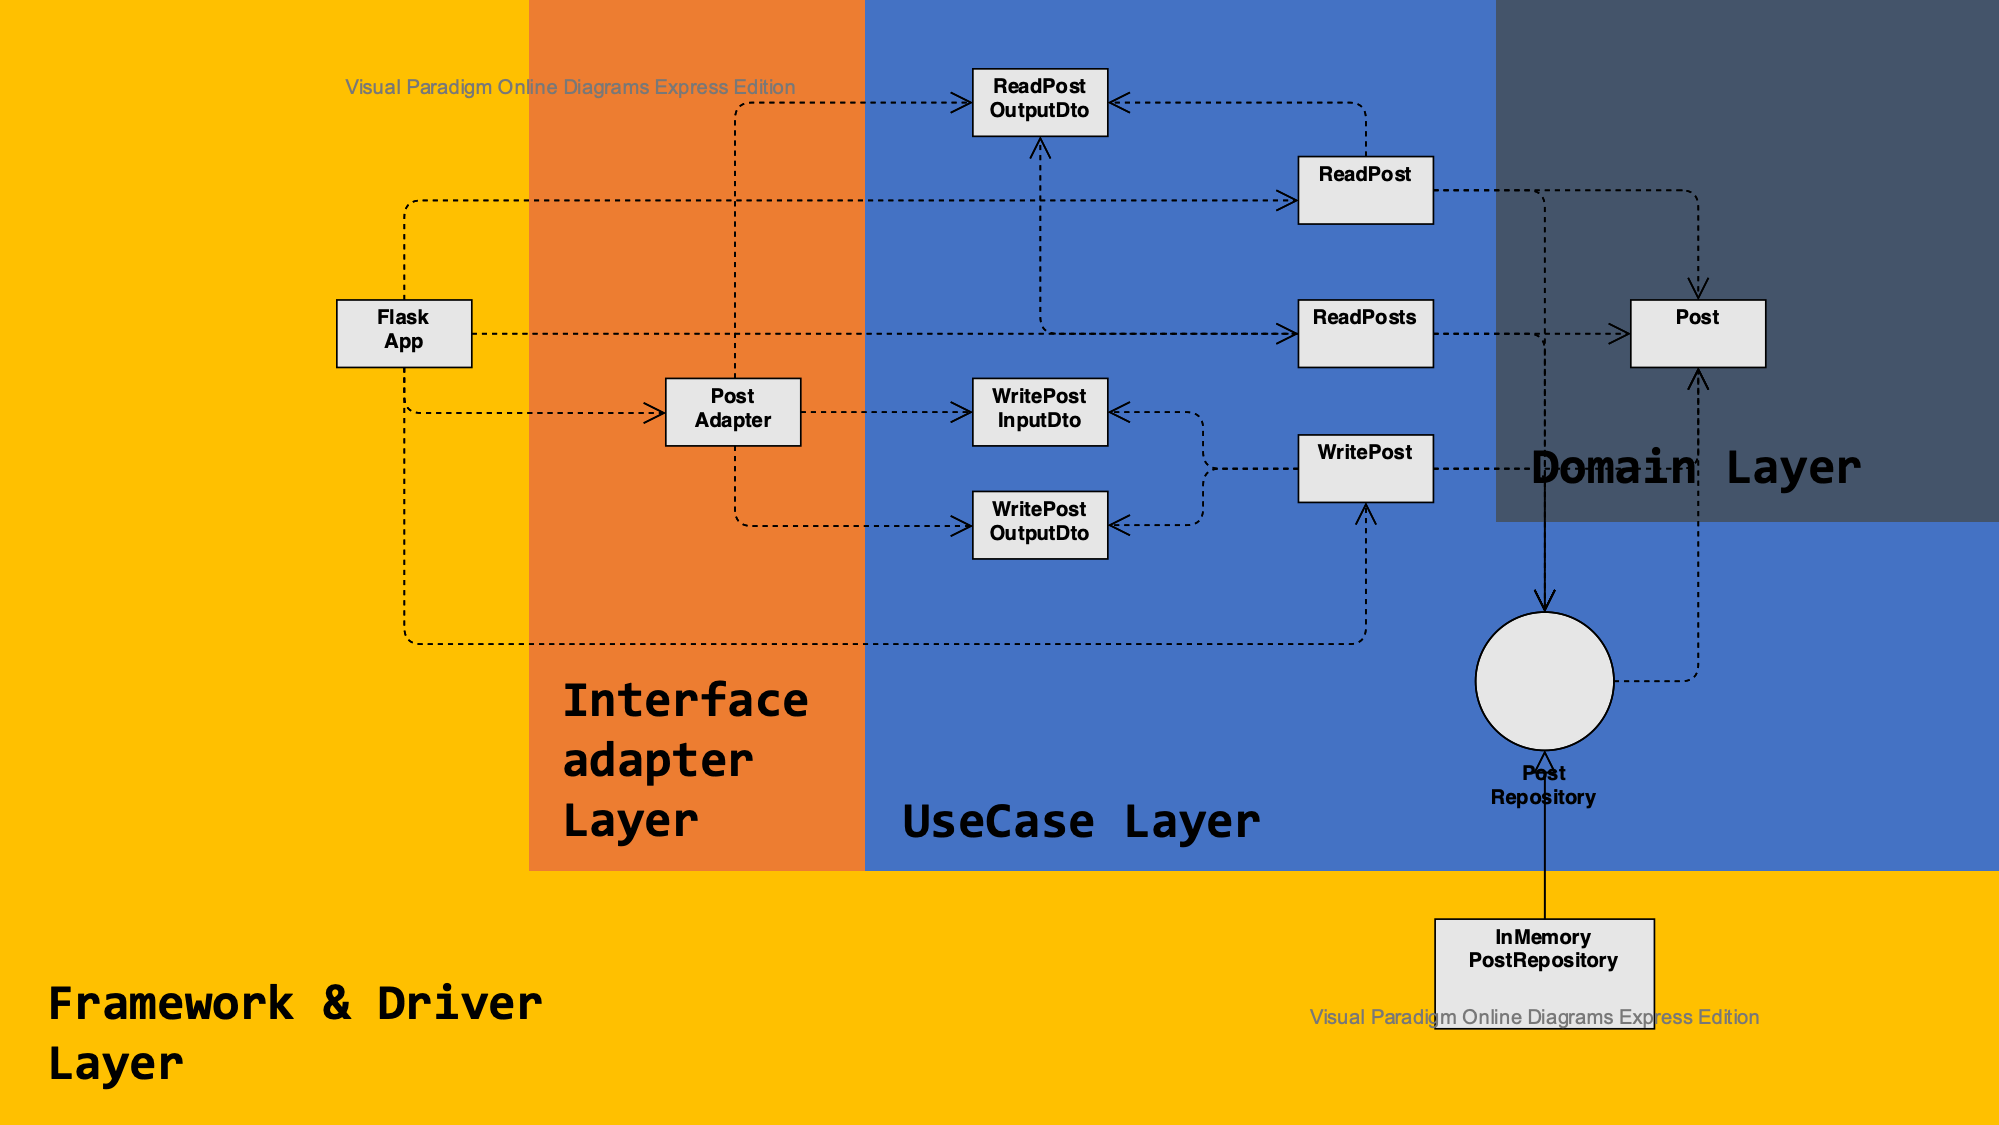 Visual Paradigm Online Diagrams Express Edition
ReadPost
OutputDto
ReadPost
Flask
App
ReadPosts
Post
Post
Adapter
WritePost
InputDto
WritePost
Domain Layer
WritePost
OutputDto
Interface
adapter
Layer
UseCase Layer
Post
Repository
InMemory
PostRepository
Visual Paradigm Online Diagrams Express Edition
Framework & Driver
Layer